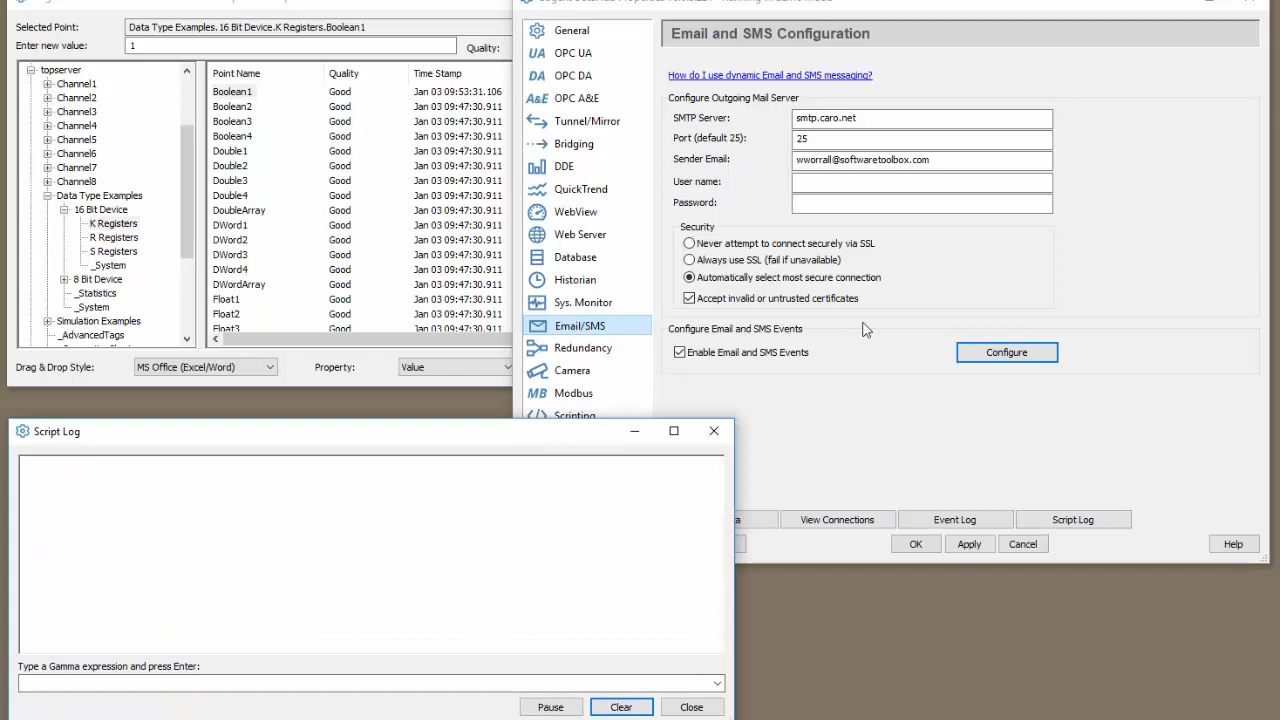 Selected Point:
Data Type Examples.16 Bit Device.K Registers.Boolean1
Enter new value:
1
Quality:
topserver
Channel1
Channel2
Channel3
Channel4
Channel5
Channel6
Channel7
Channel8
Data Type Examples
16 Bit Device
K Registers
R Registers
S Registers
_System
8 Bit Device
_Statistics
_System
Simulation Examples
_AdvancedTags
Point Name Quality Time Stamp
Boolean1 Good Jan 03 09:53:31.106
Boolean2 Good Jan 03 09:47:30.911
Boolean3 Good Jan 03 09:47:30.911
Boolean4 Good Jan 03 09:47:30.911
Double1 Good Jan 03 09:47:30.911
Double2 Good Jan 03 09:47:30.911
Double3 Good Jan 03 09:47:30.911
Double4 Good Jan 03 09:47:30.911
DoubleArray Good Jan 03 09:47:30.911
DWord1 Good Jan 03 09:47:30.911
DWord2 Good Jan 03 09:47:30.911
DWord3 Good Jan 03 09:47:30.911
DWord4 Good Jan 03 09:47:30.911
DWordArray Good Jan 03 09:47:30.911
Float1 Good Jan 03 09:47:30.911
Float2 Good Jan 03 09:47:30.911
Float3 Good Jan 03 09:47:30.911
Drag & Drop Style:
MS Office (Excel/Word)
Property:
Value
General
UA OPC UA
DA OPC DA
A&E OPC A&E
Tunnel/Mirror
Bridging
DDE
QuickTrend
WebView
Web Server
Database
Historian
Sys. Monitor
Email/SMS
Redundancy
Camera
MB Modbus
Scripting
Email and SMS Configuration
How do I use dynamic Email and SMS messaging?
Configure Outgoing Mail Server
SMTP Server:
smtp.caro.net
Port (default 25):
25
Sender Email:
wworrall@softwaretoolbox.com
User name:
Password:
Security
Never attempt to connect securely via SSL
Always use SSL (fail if unavailable)
Automatically select most secure connection
Accept invalid or untrusted certificates
Configure Email and SMS Events
Enable Email and SMS Events
Configure
View Connections
Event Log
Script Log
OK
Apply
Cancel
Help
Script Log
Type a Gamma expression and press Enter:
Pause
Clear
Close